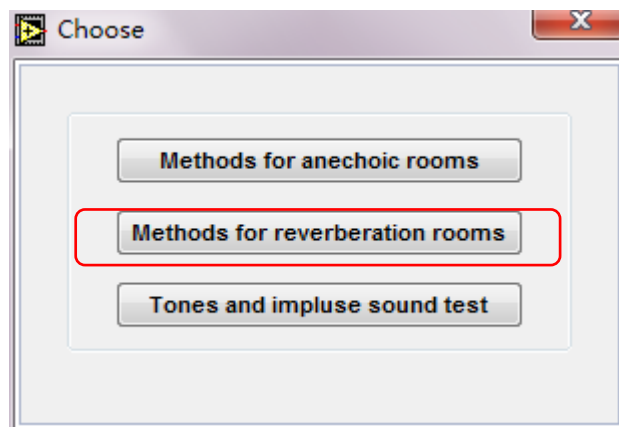 Choose
Methods for anechoic rooms
Methods for reverberation rooms
Tones and impluse sound test